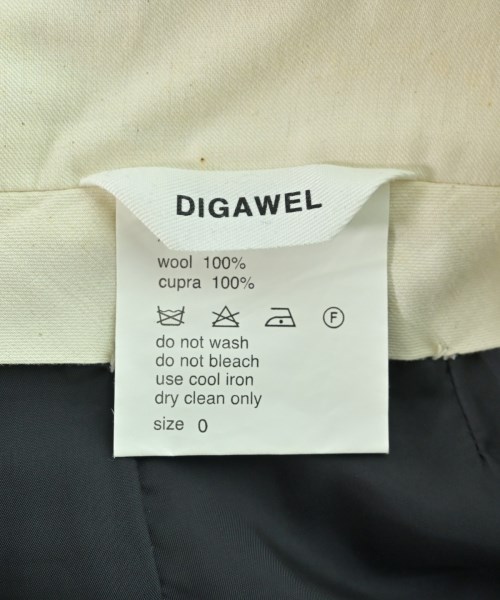 DIGAWEL
wool 100%
cupra 100%
F
do not wash
do not bleach
use cool iron
dry clean only
size 0